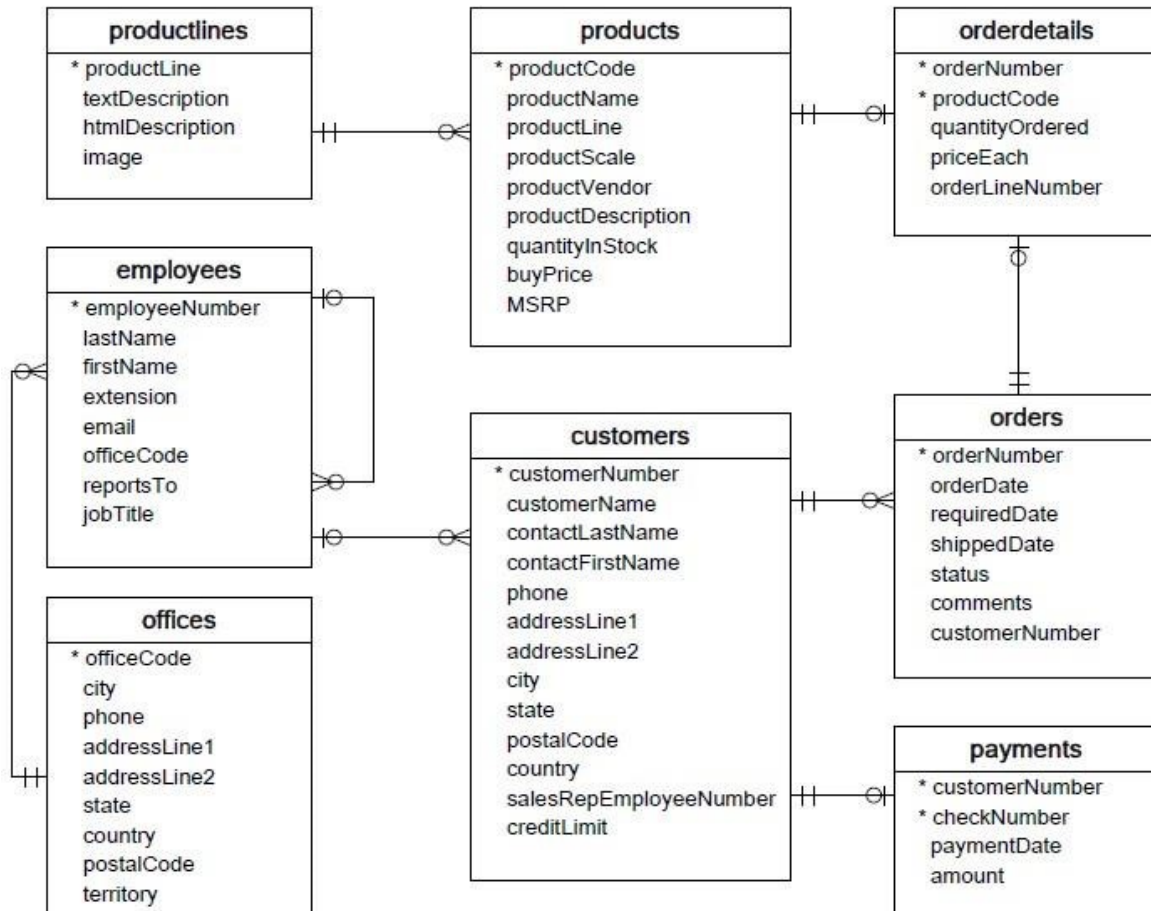 productlines
* productLine
textDescription
htmlDescription
image
products
* productCode
productName
productLine
productScale
productVendor
productDescription
quantityInStock
buyPrice
MSRP
orderdetails
* orderNumber
* productCode
quantityOrdered
priceEach
orderLineNumber
employees
* employeeNumber
lastName
firstName
extension
email
officeCode
reportsTo
jobTitle
customers
* customerNumber
customerName
contactLastName
contactFirstName
phone
addressLine1
addressLine2
city
state
postalCode
country
salesRepEmployeeNumber
creditLimit
orders
* orderNumber
orderDate
requiredDate
shippedDate
status
comments
customerNumber
offices
* officeCode
city
phone
addressLine1
addressLine2
state
country
postalCode
territory
payments
* customerNumber
* checkNumber
paymentDate
amount